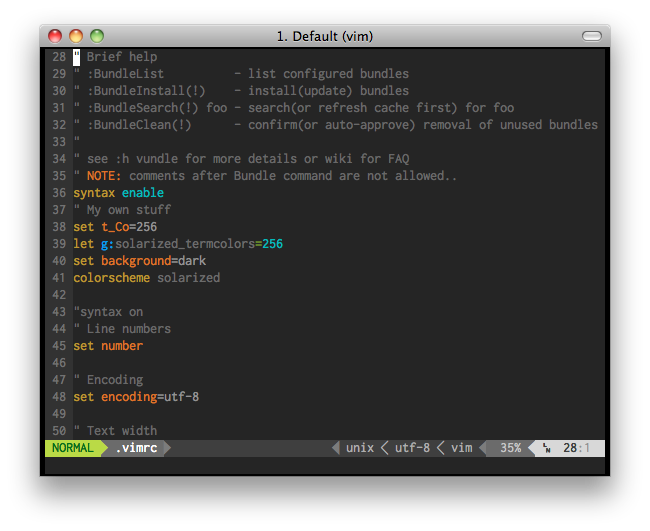 1. Default (vim)
28 " Brief help
29 " :BundleList          - list configured bundles
30 " :BundleInstall(!)    - install(update) bundles
31 " :BundleSearch(!) foo - search(or refresh cache first) for foo
32 " :BundleClean(!)      - confirm(or auto-approve) removal of unused bundles
33 "
34 " see :h vundle for more details or wiki for FAQ
35 " NOTE: comments after Bundle command are not allowed..
36 syntax enable
37 " My own stuff
38 set t_Co=256
39 let g:solarized_termcolors=256
40 set background=dark
41 colorscheme solarized
42
43 "syntax on
44 " Line numbers
45 set number
46
47 " Encoding
48 set encoding=utf-8
49
50 " Text width
NORMAL .vimrc unix utf-8 vim 35% LN 28:1